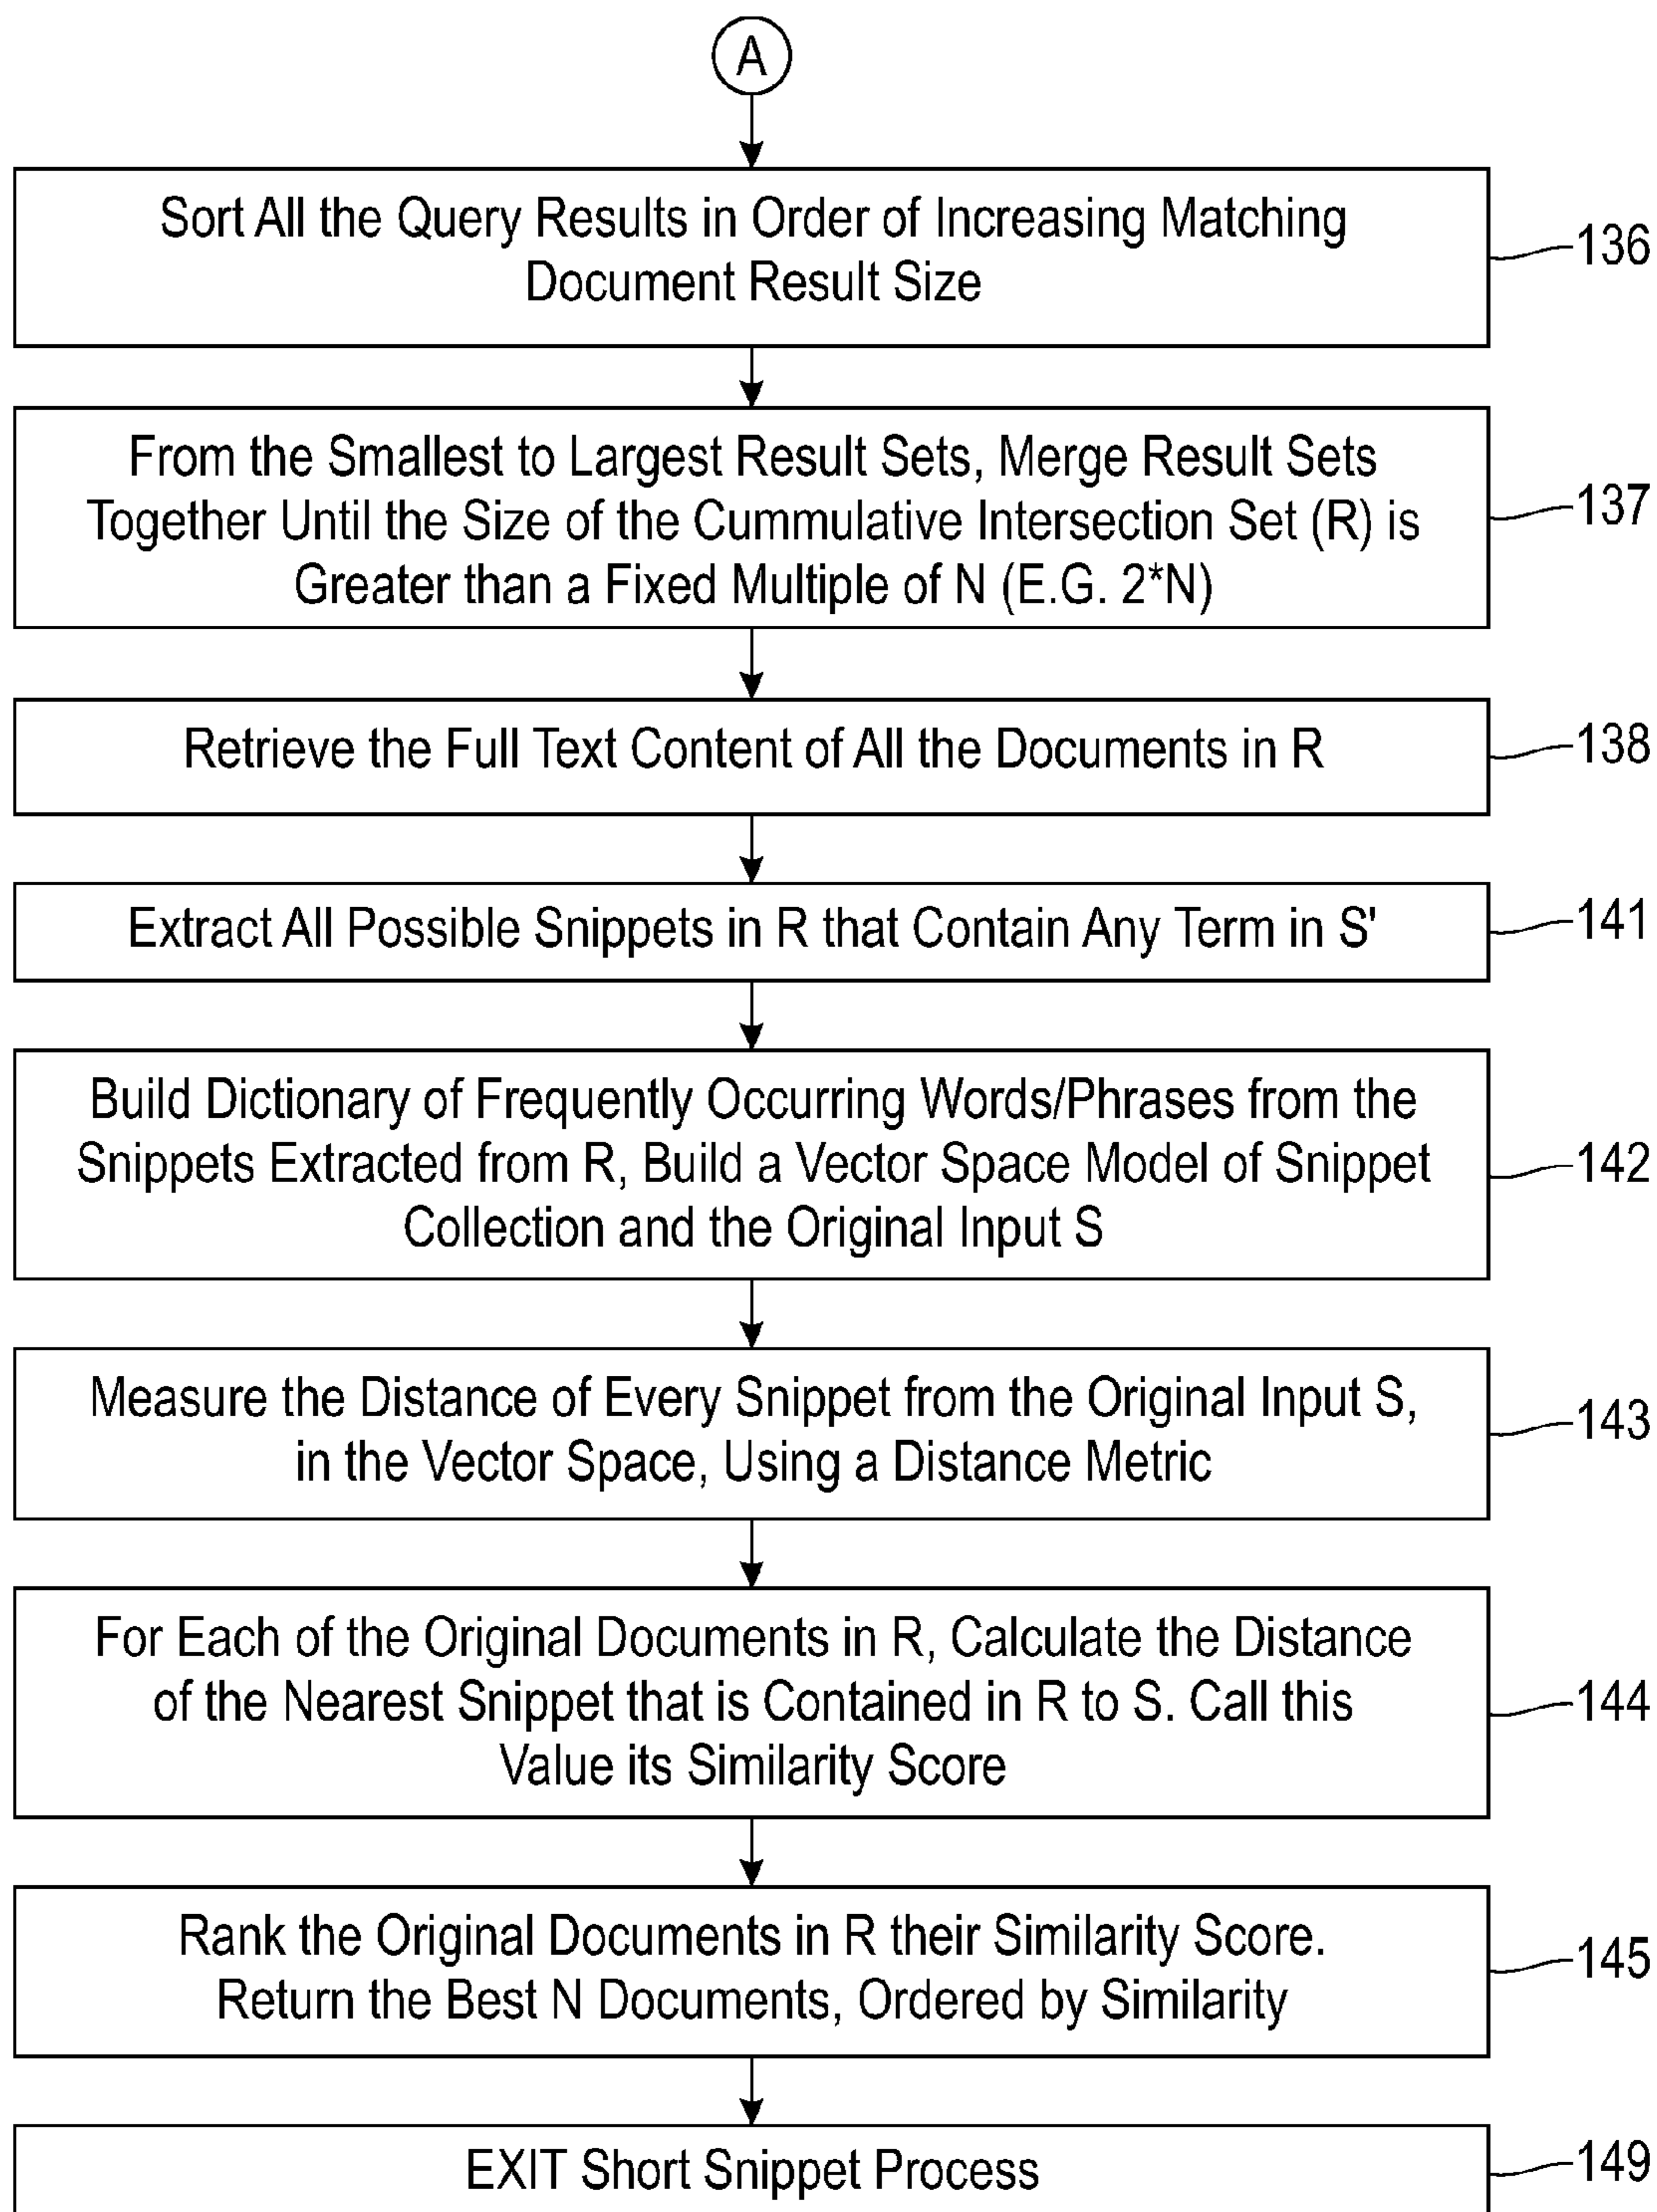 A
Sort All the Query Results in Order of Increasing Matching
Document Result Size
136
From the Smallest to Largest Result Sets, Merge Result Sets
Together Until the Size of the Cummulative Intersection Set (R) is
Greater than a Fixed Multiple of N (E.G. 2*N)
137
Retrieve the Full Text Content of All the Documents in R
138
Extract All Possible Snippets in R that Contain Any Term in S'
141
Build Dictionary of Frequently Occurring Words/Phrases from the
Snippets Extracted from R, Build a Vector Space Model of Snippet
Collection and the Original Input S
142
Measure the Distance of Every Snippet from the Original Input S,
in the Vector Space, Using a Distance Metric
143
For Each of the Original Documents in R, Calculate the Distance
of the Nearest Snippet that is Contained in R to S. Call this
Value its Similarity Score
144
Rank the Original Documents in R their Similarity Score.
Return the Best N Documents, Ordered by Similarity
145
EXIT Short Snippet Process
149